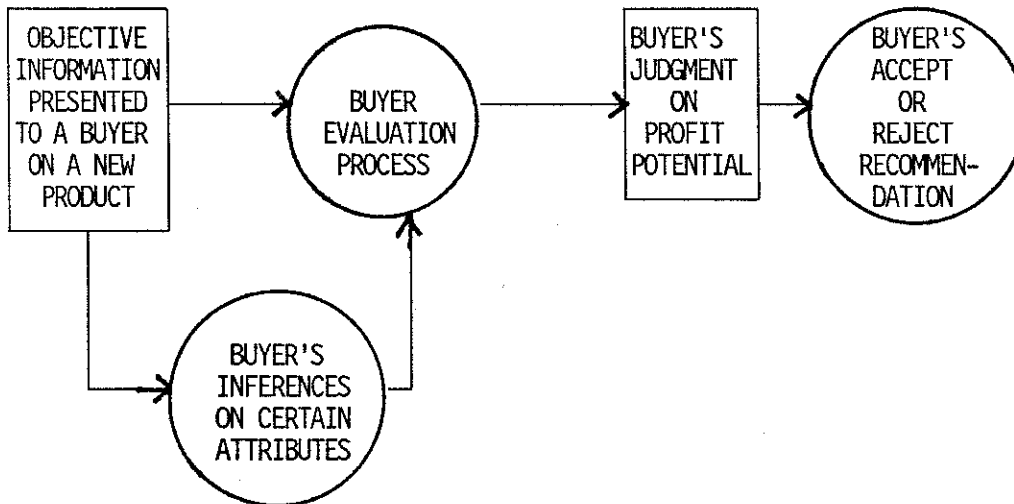 OBJECTIVE
INFORMATION
PRESENTED
TO A BUYER
ON A NEW
PRODUCT
BUYER
EVALUATION
PROCESS
BUYER'S
JUDGMENT
ON
PROFIT
POTENTIAL
BUYER'S
ACCEPT
OR
REJECT
RECOMMEN-
DATION
BUYER'S
INFERENCES
ON CERTAIN
ATTRIBUTES